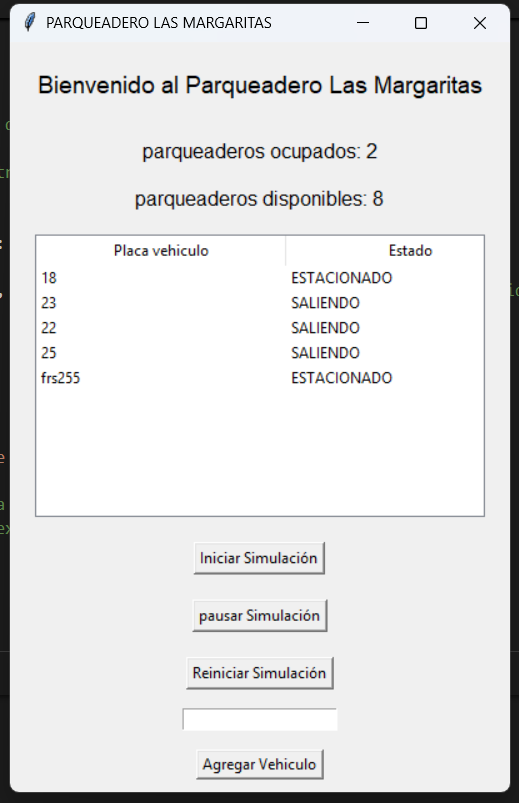 PARQUEADERO LAS MARGARITAS
Bienvenido al Parqueadero Las Margaritas
parqueaderos ocupados: 2
parqueaderos disponibles: 8
Placa vehiculo Estado
18 ESTACIONADO
23 SALIENDO
22 SALIENDO
25 SALIENDO
frs255 ESTACIONADO
Iniciar Simulación
pausar Simulación
Reiniciar Simulación
Agregar Vehiculo